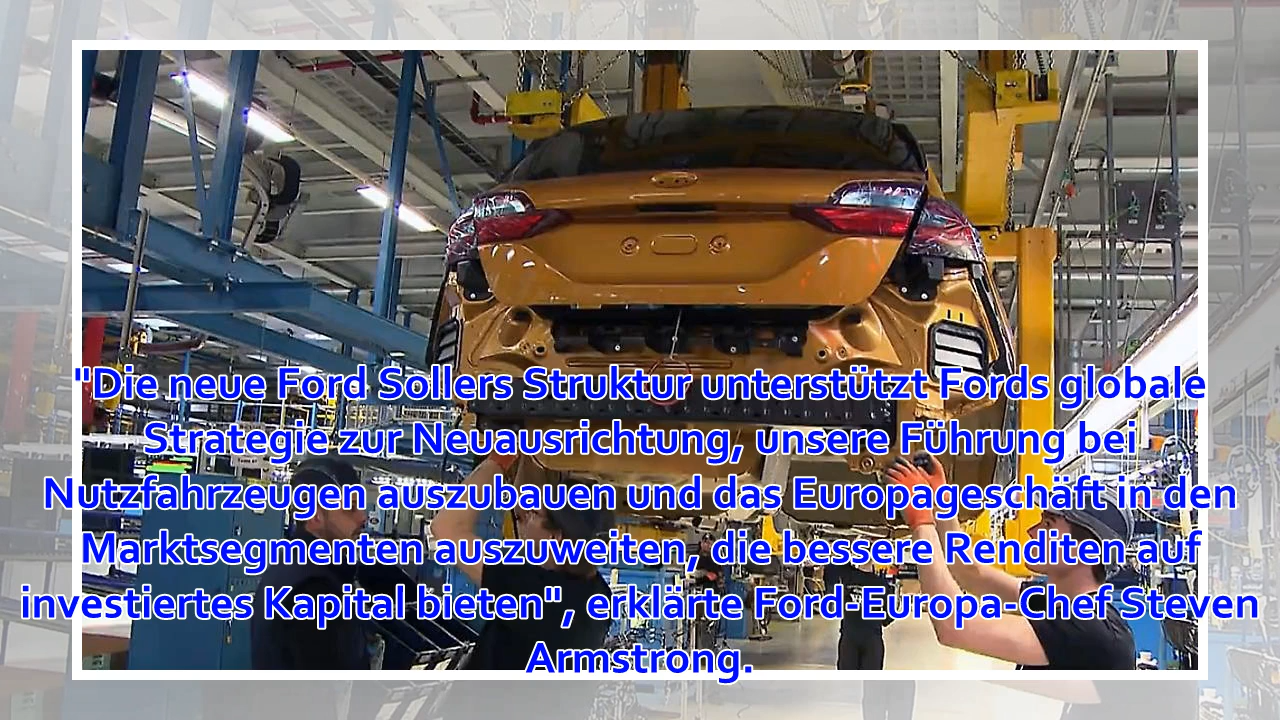 "Die neue Ford Sollers Struktur unterstützt Fords globale
Strategie zur Neuausrichtung, unsere Führung bei
Nutzfahrzeugen auszubauen und das Europageschäft in den
Marktsegmenten auszuweiten, die bessere Renditen auf
investiertes Kapital bieten", erklärte Ford-Europa-Chef Steven
Armstrong.